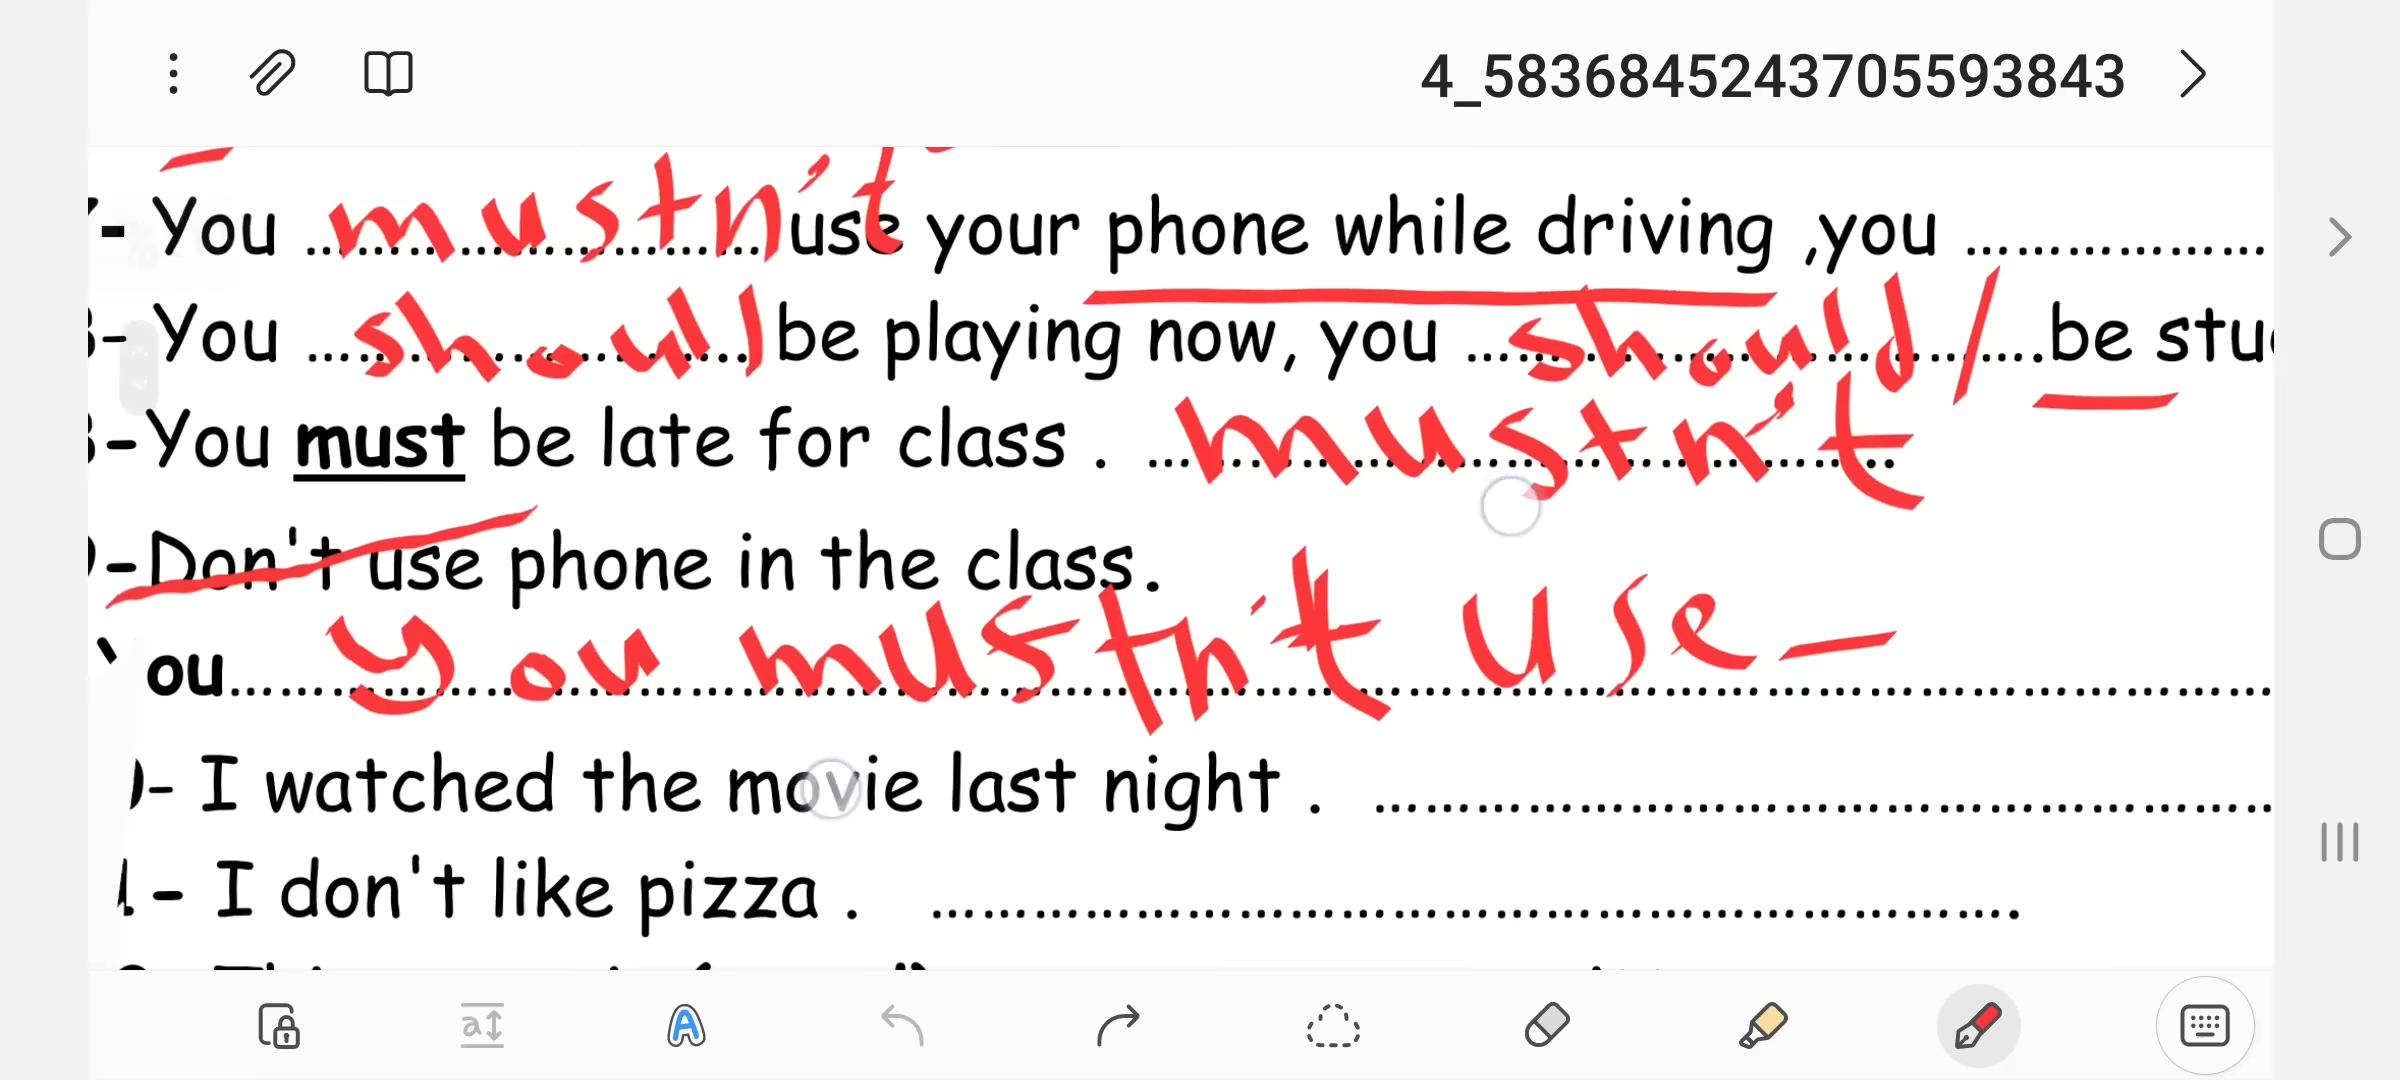 4_5836845243705593843
- You ........................... mustn't use your phone while driving ,you ..................
- You ........................... should be playing now, you ........................... should / be stu
-You must be late for class . ........................... mustn't
-Don't use phone in the class.
ou........................... you mustn't use –
- I watched the movie last night . ...........................
- I don't like pizza . ...........................